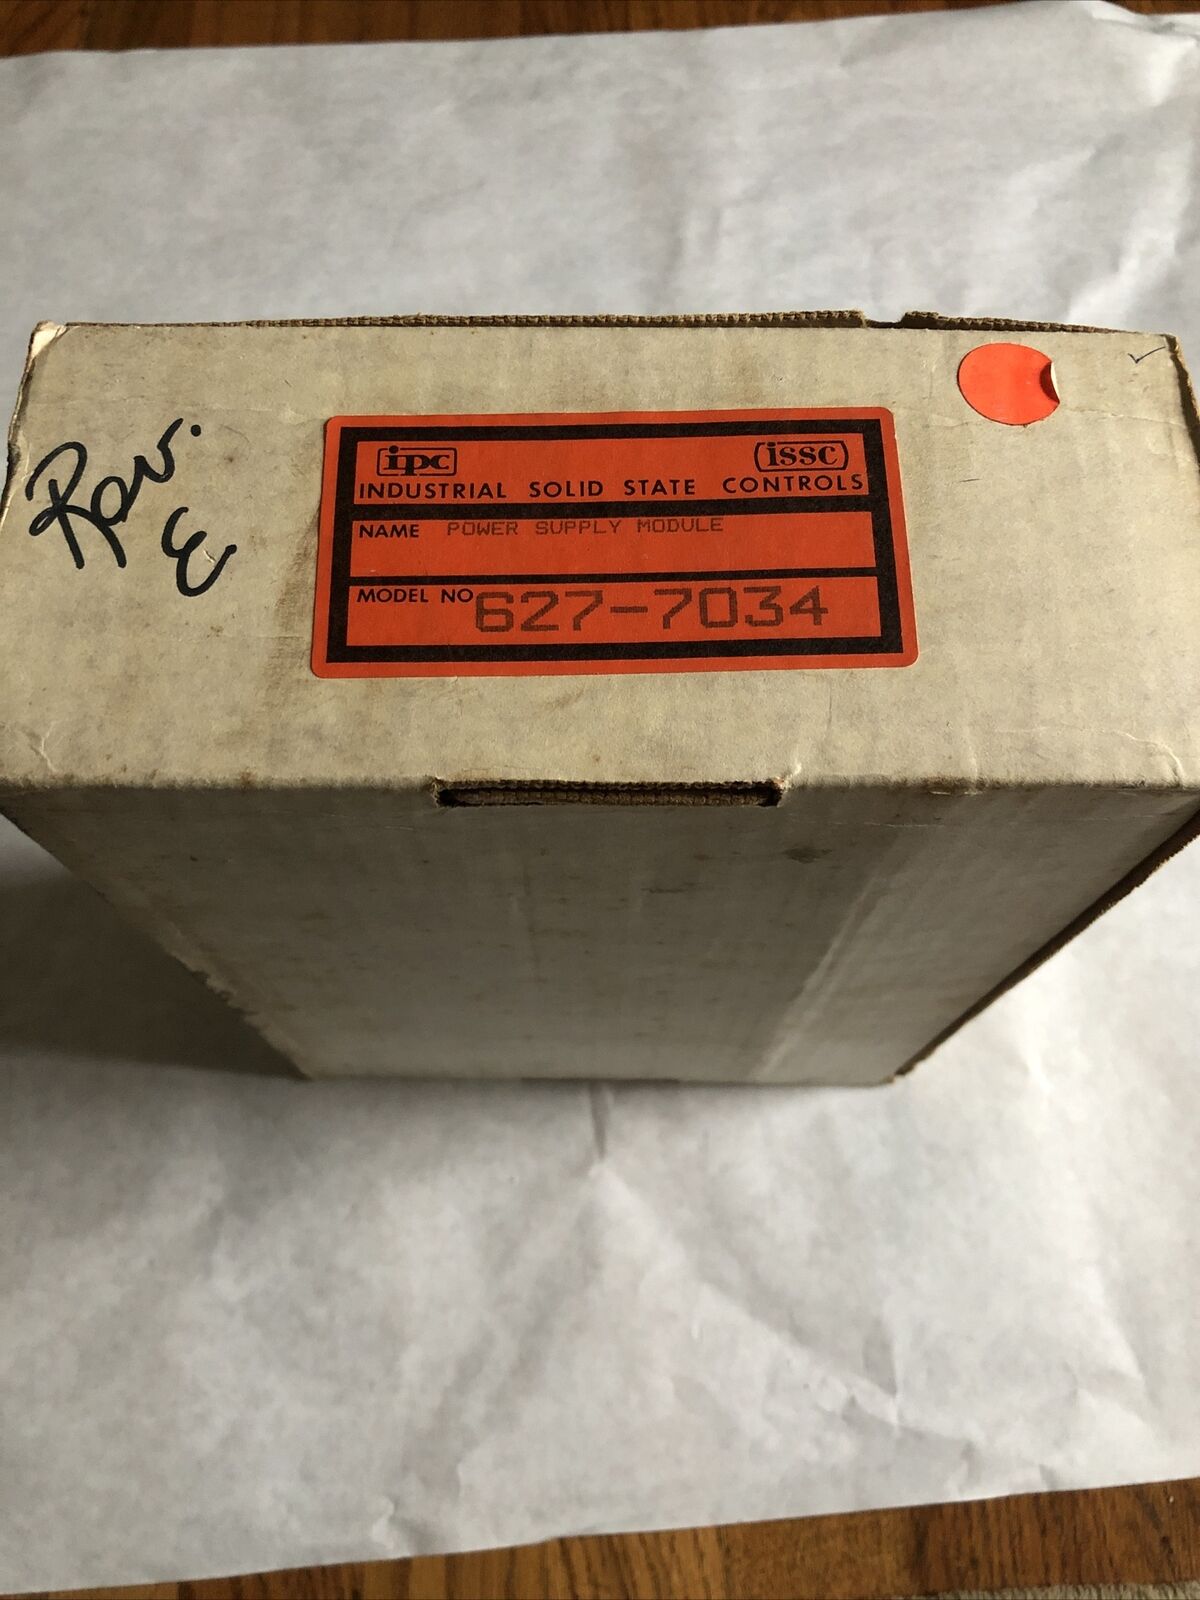 Rev.
E
ipc issc
INDUSTRIAL SOLID STATE CONTROLS
NAME POWER SUPPLY MODULE
MODEL NO 627-7034